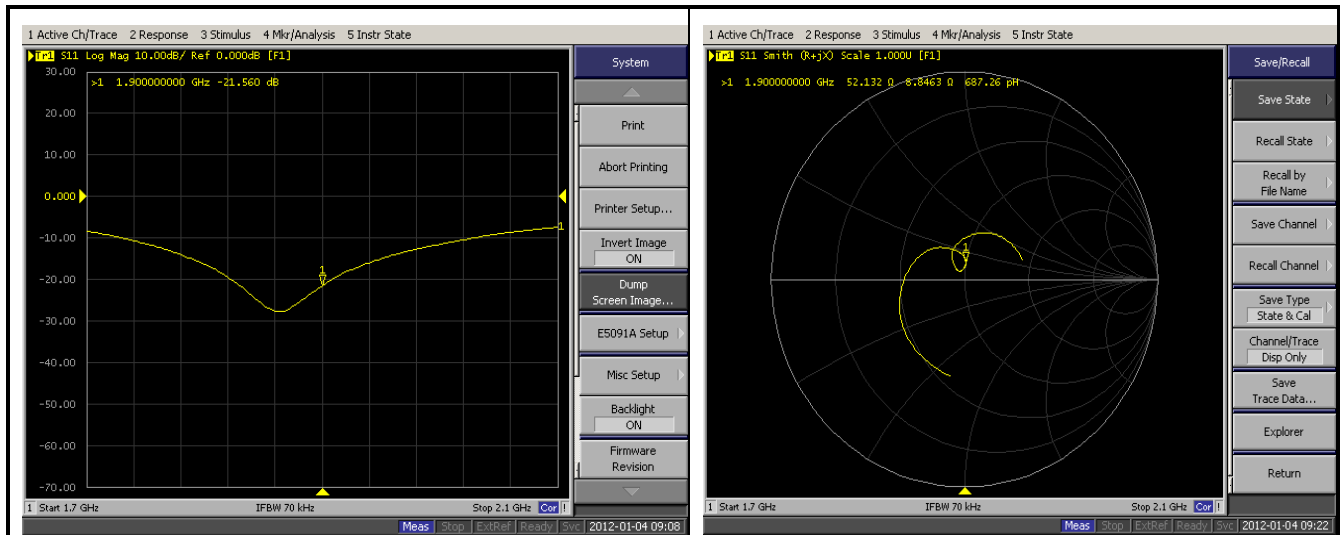 1 Active Ch/Trace 2 Response 3 Stimulus 4 Mkr/Analysis 5 Instr State
Tr1 S11 Log Mag 10.00dB/ Ref 0.000dB [F1]
>1 1.900000000 GHz -21.560 dB
30.00
20.00
10.00
0.000
-10.00
-20.00
-30.00
-40.00
-50.00
-60.00
-70.00
1
1
System
Print
Abort Printing
Printer Setup...
Invert Image
ON
Dump
Screen Image...
E5091A Setup
Misc Setup
Backlight
ON
Firmware
Revision
1 Start 1.7 GHz IFBW 70 kHz Stop 2.1 GHz Cor !
Meas Stop ExtRef Ready Svc 2012-01-04 09:08
1 Active Ch/Trace 2 Response 3 Stimulus 4 Mkr/Analysis 5 Instr State
Tr1 S11 Smith (R+jX) Scale 1.000U [F1]
>1 1.900000000 GHz 52.132 Ω 8.8463 Ω 687.26 pH
1
Save/Recall
Save State
Recall State
Recall by
File Name
Save Channel
Recall Channel
Save Type
State & Cal
Channel/Trace
Disp Only
Save
Trace Data...
Explorer
Return
1 Start 1.7 GHz IFBW 70 kHz Stop 2.1 GHz Cor !
Meas Stop ExtRef Ready Svc 2012-01-04 09:22